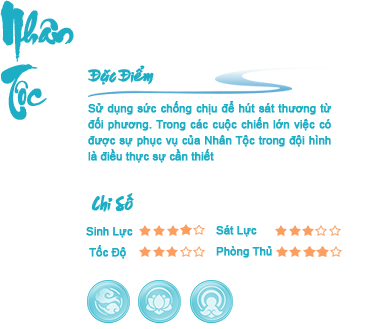 Nhân
Tộc
Đặc Điểm
Sử dụng sức chống chịu để hút sát thương từ
đối phương. Trong các cuộc chiến lớn việc có
được sự phục vụ của Nhân Tộc trong đội hình
là điều thực sự cần thiết
Chỉ Số
Sinh Lực
Sát Lực
Tốc Độ
Phòng Thủ